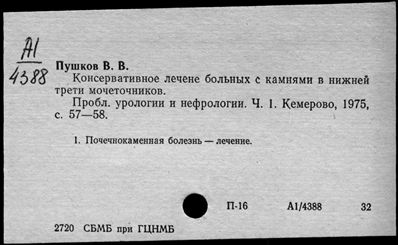 А1
4388
Пушков В. В.
Консервативное лечене больных с камнями в нижней
трети мочеточников.
Пробл. урологии и нефрологии. Ч. 1. Кемерово, 1975,
с. 57—58.
1. Почечнокаменная болезнь — лечение.
П-16 А1/4388 32
2720 СБМБ при ГЦНМБ